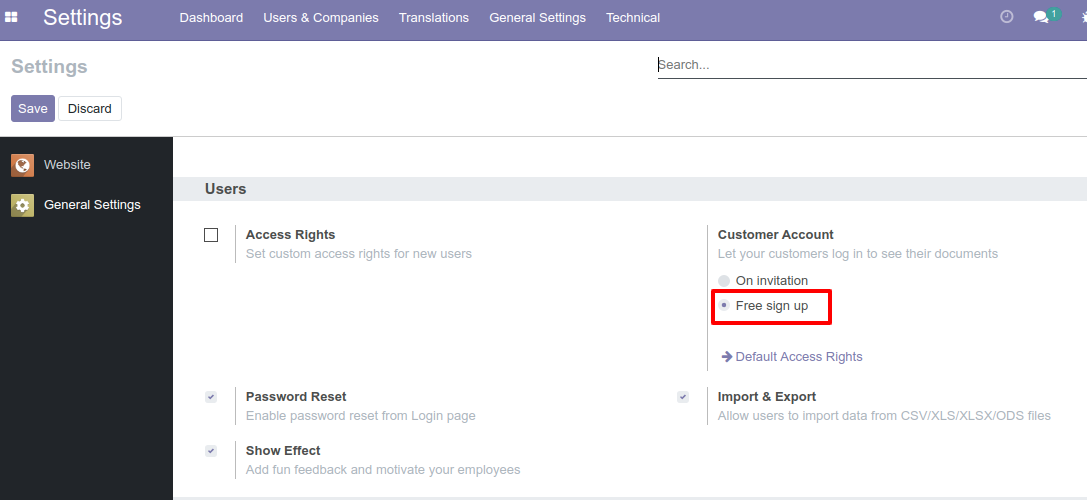 Settings Dashboard Users & Companies Translations General Settings Technical 1
Settings Search...
Save Discard
Website
General Settings
Users
Access Rights
Set custom access rights for new users
Customer Account
Let your customers log in to see their documents
On invitation
Free sign up
Default Access Rights
Password Reset
Enable password reset from Login page
Import & Export
Allow users to import data from CSV/XLS/XLSX/ODS files
Show Effect
Add fun feedback and motivate your employees